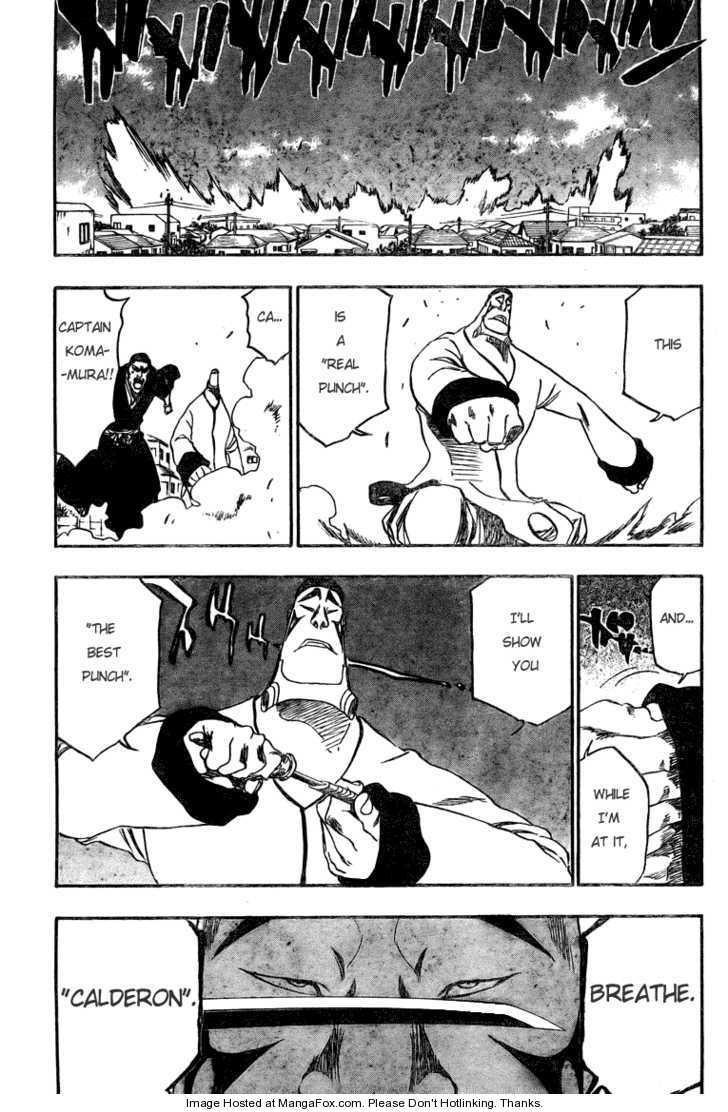 THIS
IS
A
"REAL
PUNCH".
CA...
CAPTAIN
KOMA-
-MURA!!
AND...
WHILE
I'M
AT IT,
I'LL
SHOW
YOU
"THE
BEST
PUNCH".
BREATHE.
"CALDERON".
Image Hosted at MangaFox.com. Please Don't Hotlinking. Thanks.